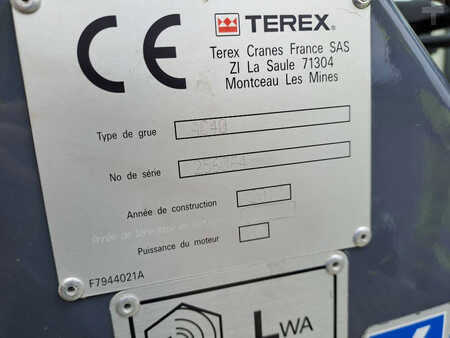 CE
TEREX®
Terex Cranes France SAS
ZI La Saule 71304
Montceau Les Mines
Type de grue
No de série
Année de construction
Puissance du moteur
F7944021A
LWA